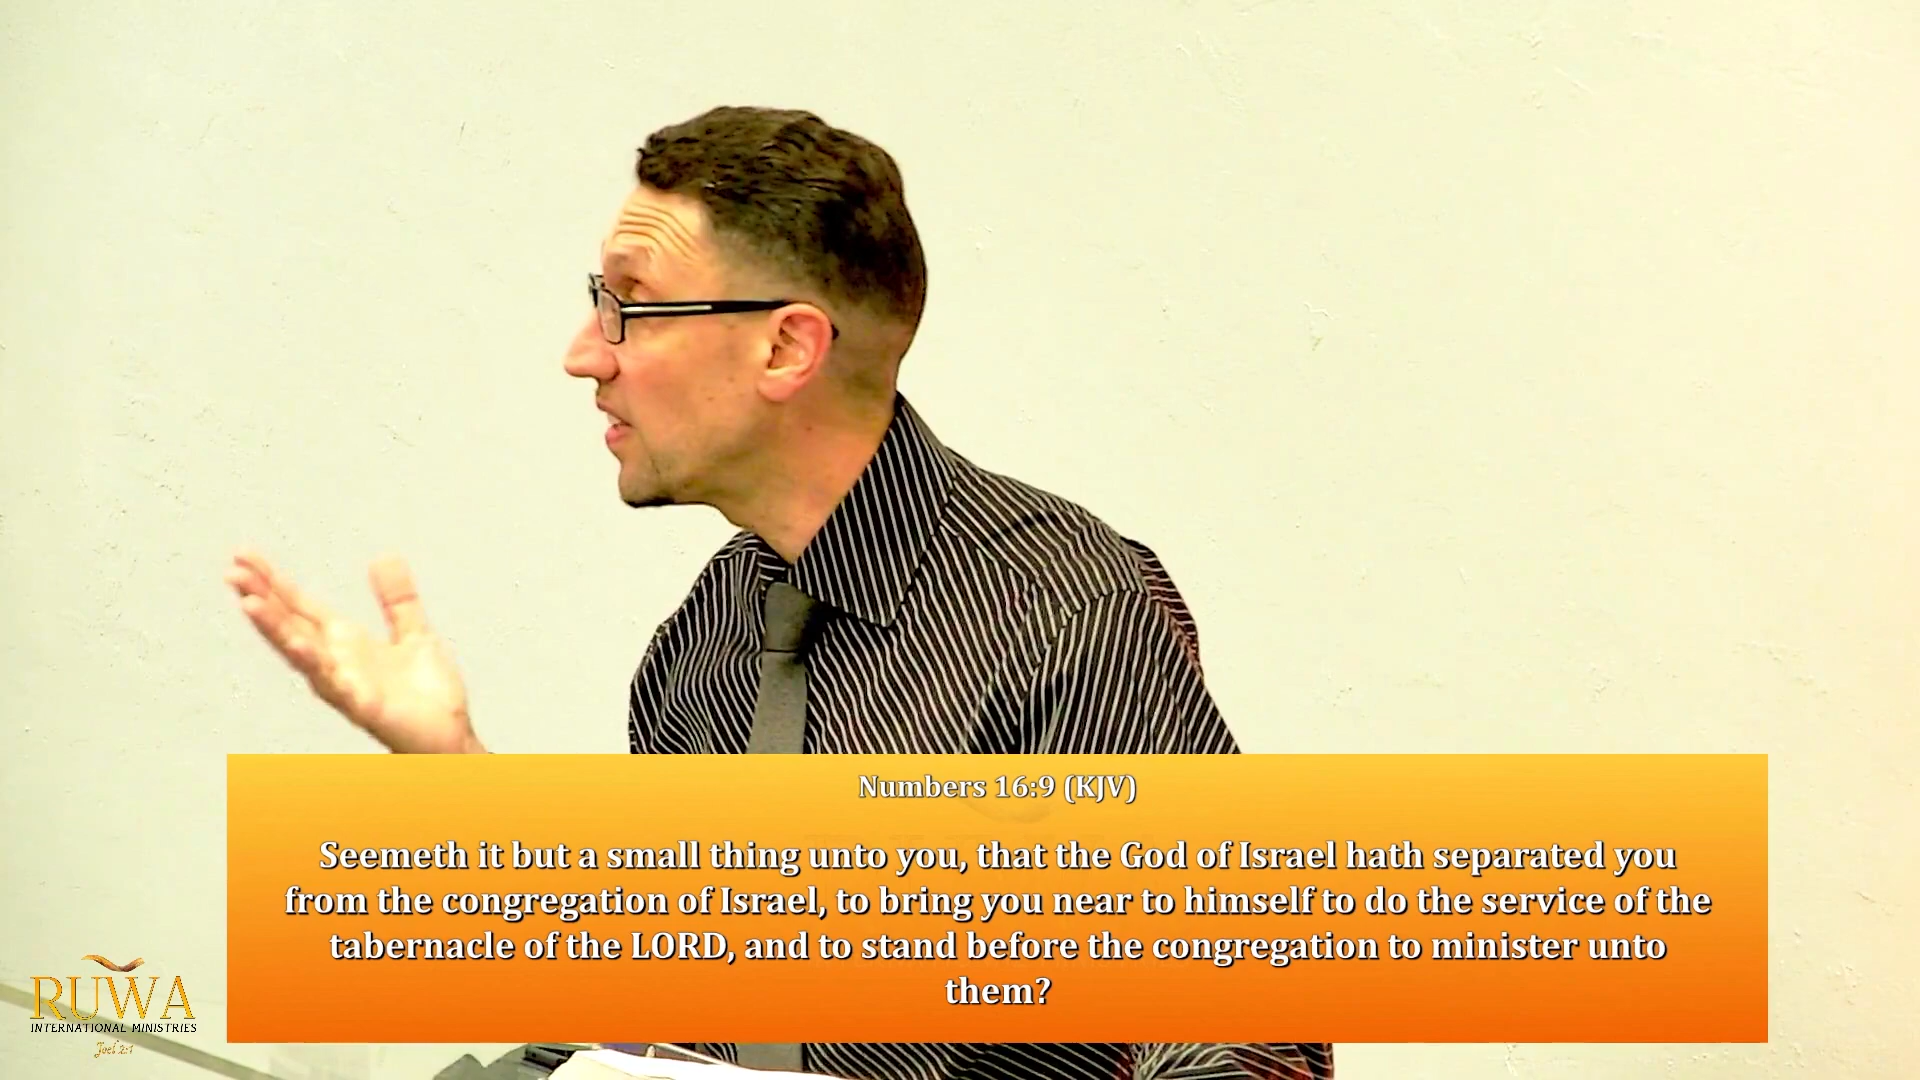 Numbers 16:9 (KJV)
Seemeth it but a small thing unto you, that the God of Israel hath separated you
from the congregation of Israel, to bring you near to himself to do the service of the
tabernacle of the LORD, and to stand before the congregation to minister unto
them?
RUWA
INTERNATIONAL MINISTRIES
Joel 2:1